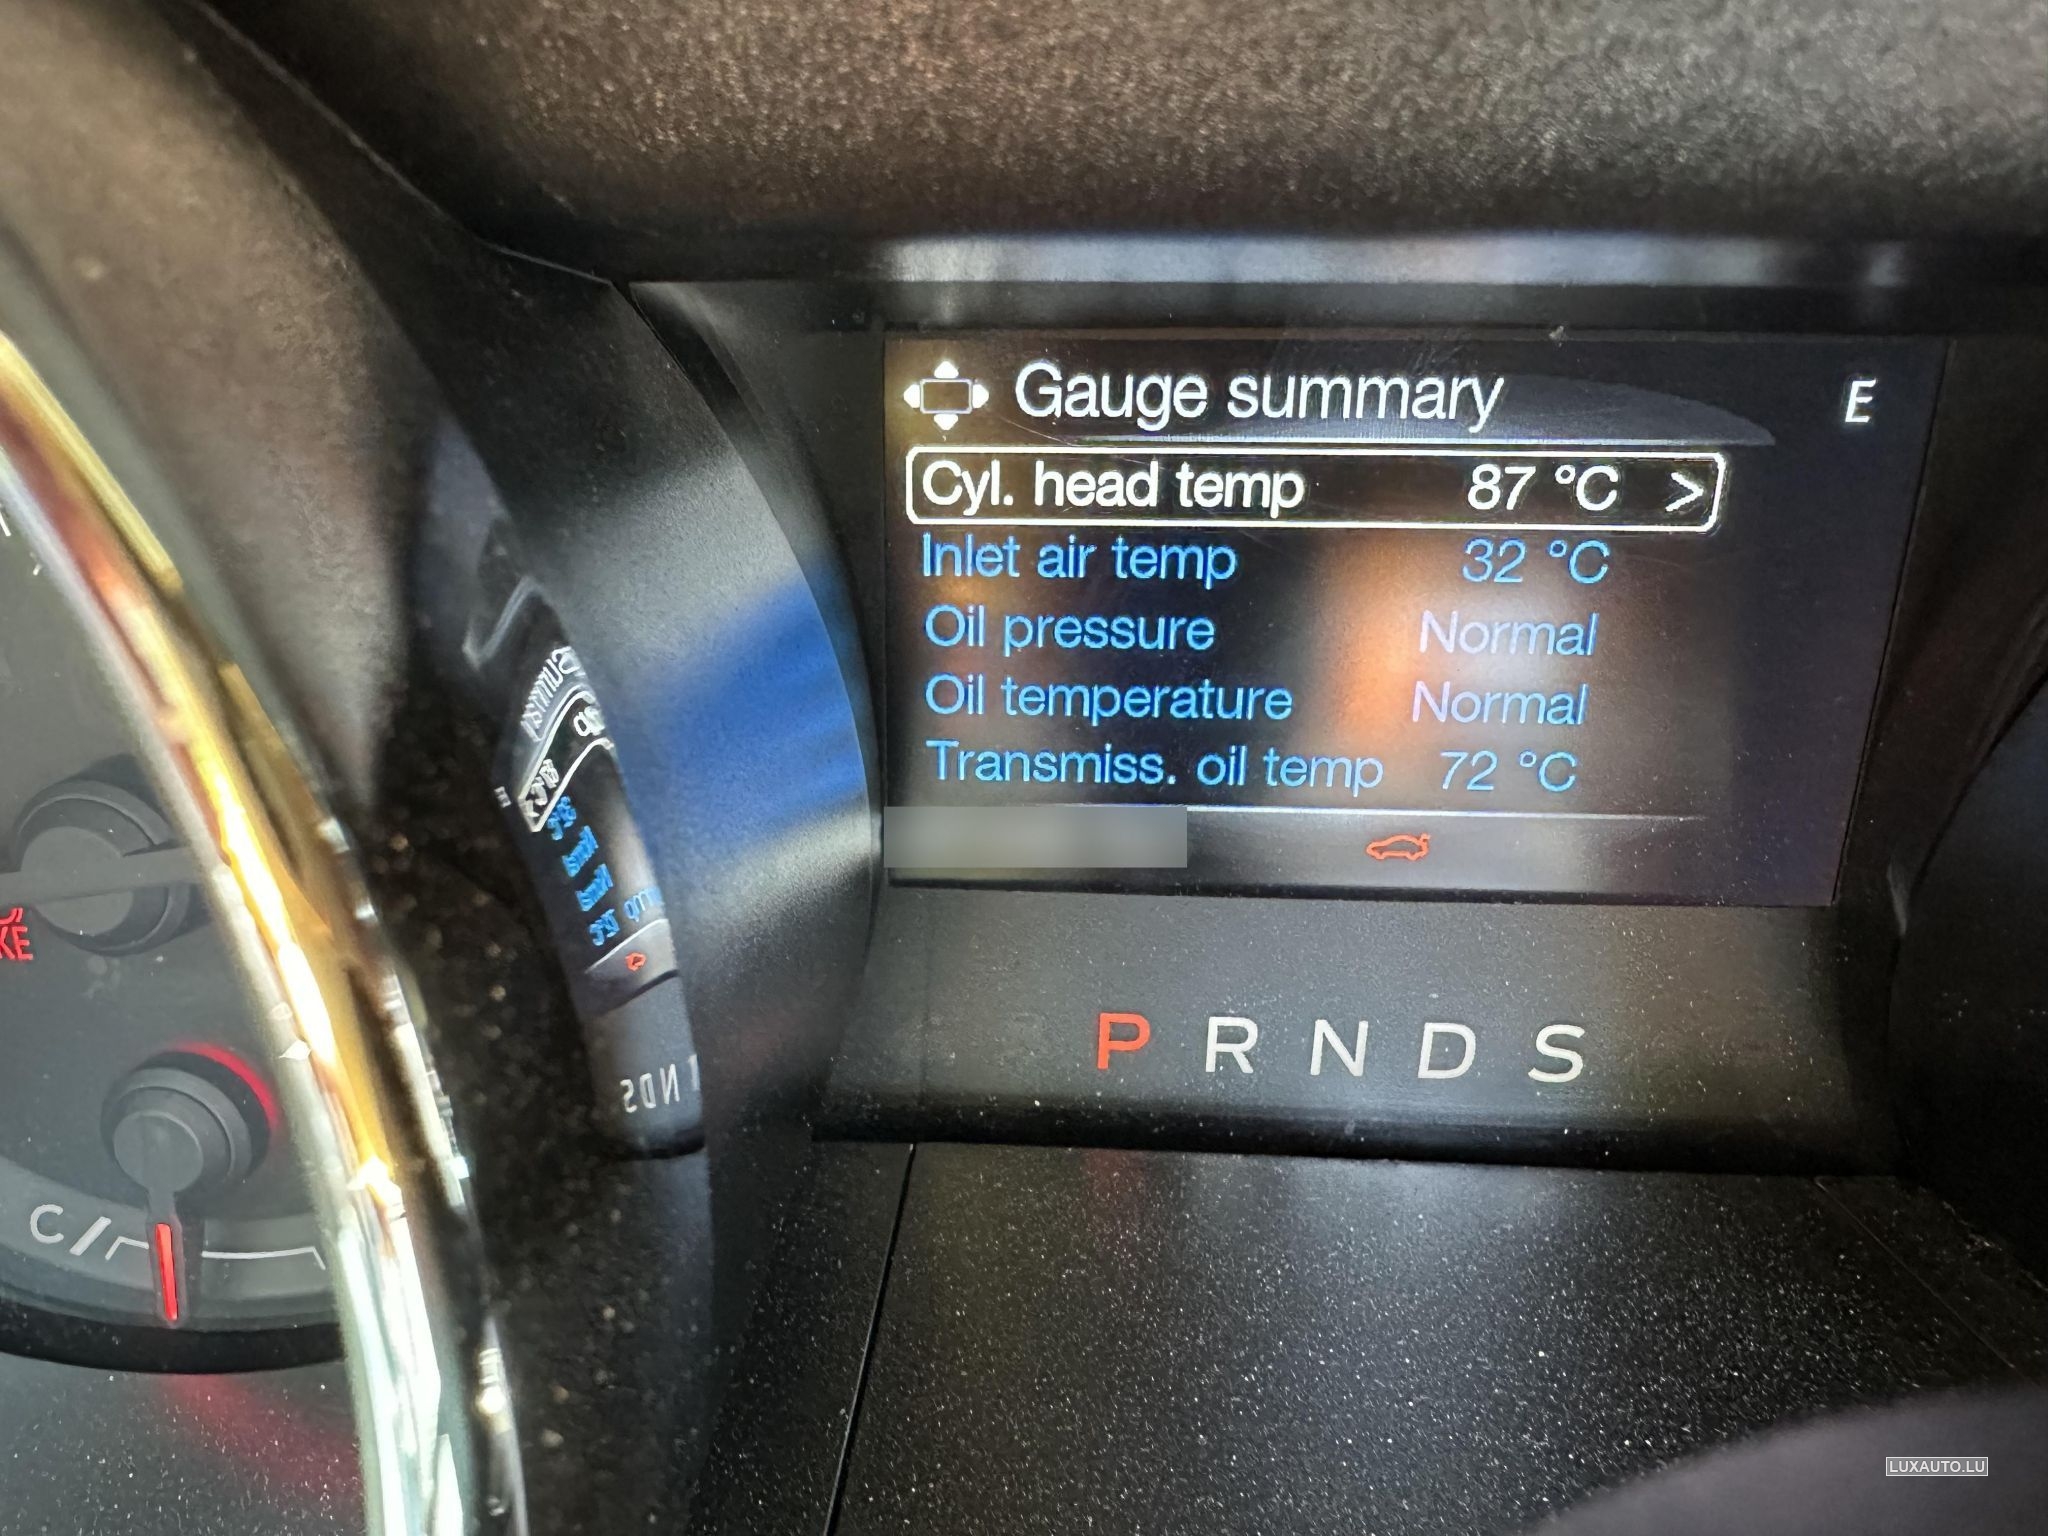 Gauge summary
E
Cyl. head temp 87 °C >
Inlet air temp 32 °C
Oil pressure Normal
Oil temperature Normal
Transmiss. oil temp 72 °C
P R N D S
C
LUXAUTO.LU